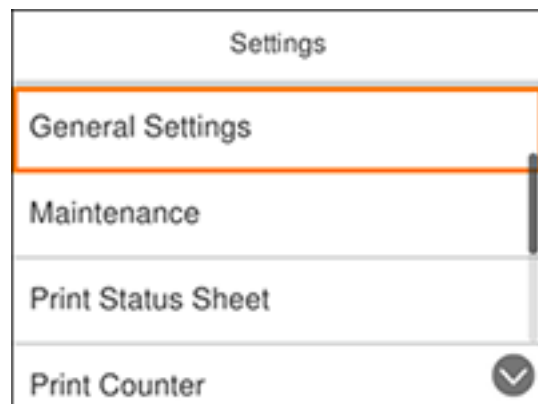 Settings
General Settings
Maintenance
Print Status Sheet
Print Counter